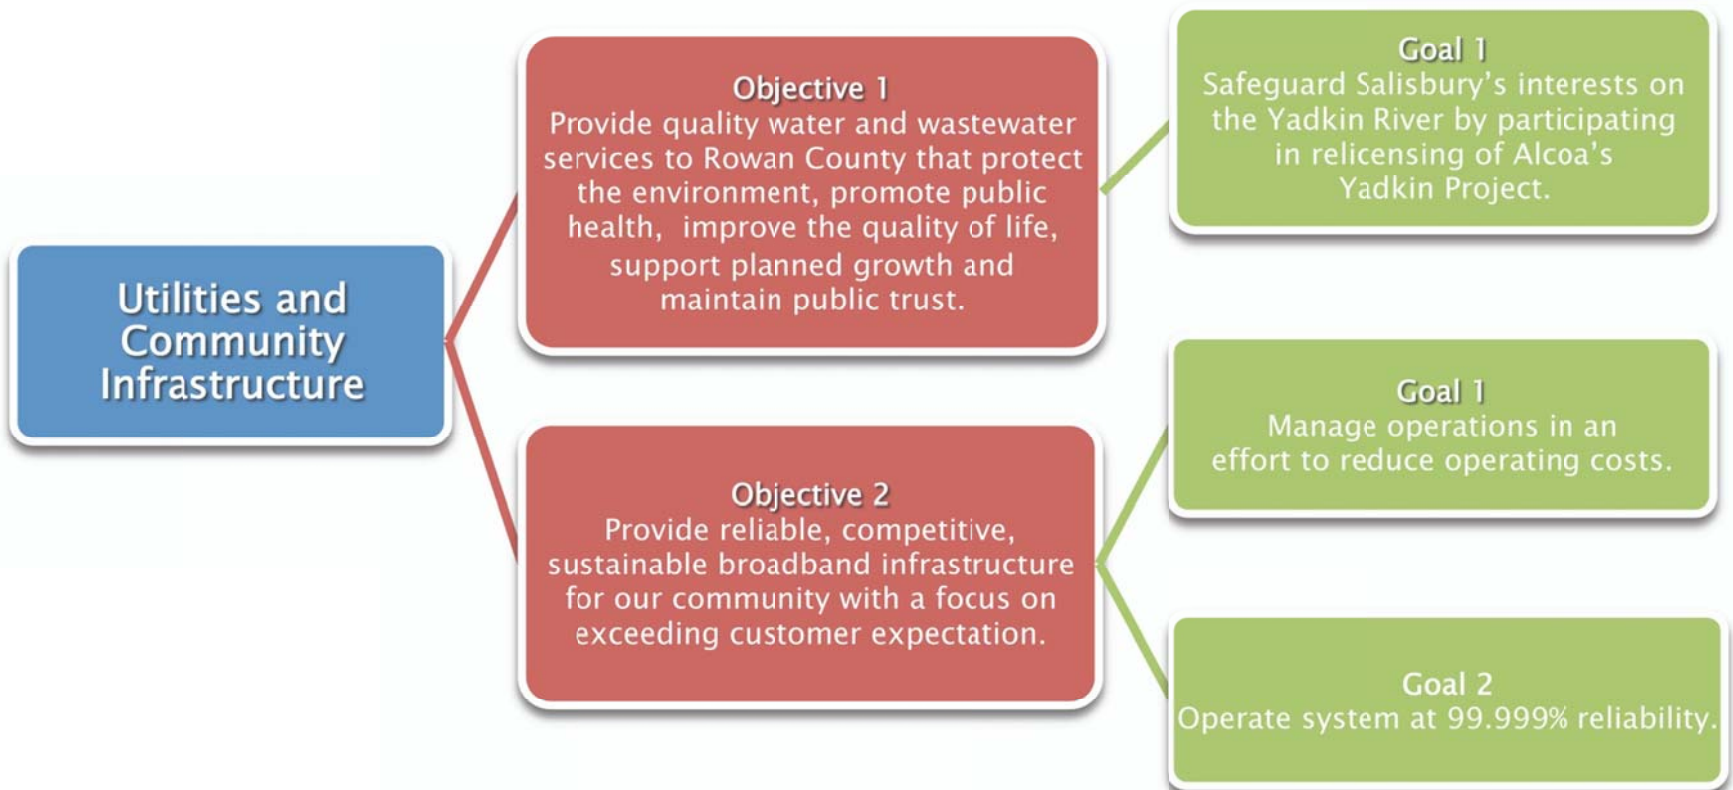 Utilities and
Community
Infrastructure
Objective 1
Provide quality water and wastewater
services to Rowan County that protect
the environment, promote public
health, improve the quality of life,
support planned growth and
maintain public trust.
Goal 1
Safeguard Salisbury's interests on
the Yadkin River by participating
in relicensing of Alcoa's
Yadkin Project.
Objective 2
Provide reliable, competitive,
sustainable broadband infrastructure
for our community with a focus on
exceeding customer expectation.
Goal 1
Manage operations in an
effort to reduce operating costs.
Goal 2
Operate system at 99.999% reliability.